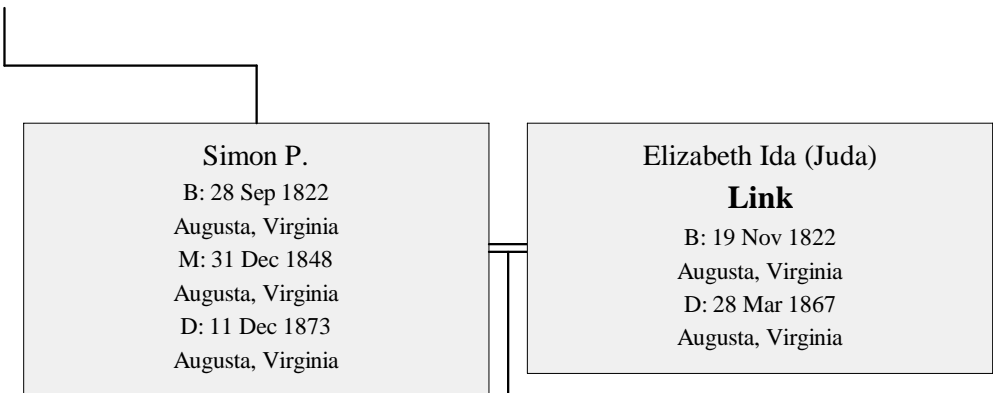 Simon P.
B: 28 Sep 1822
Augusta, Virginia
M: 31 Dec 1848
Augusta, Virginia
D: 11 Dec 1873
Augusta, Virginia
Elizabeth Ida (Juda)
Link
B: 19 Nov 1822
Augusta, Virginia
D: 28 Mar 1867
Augusta, Virginia